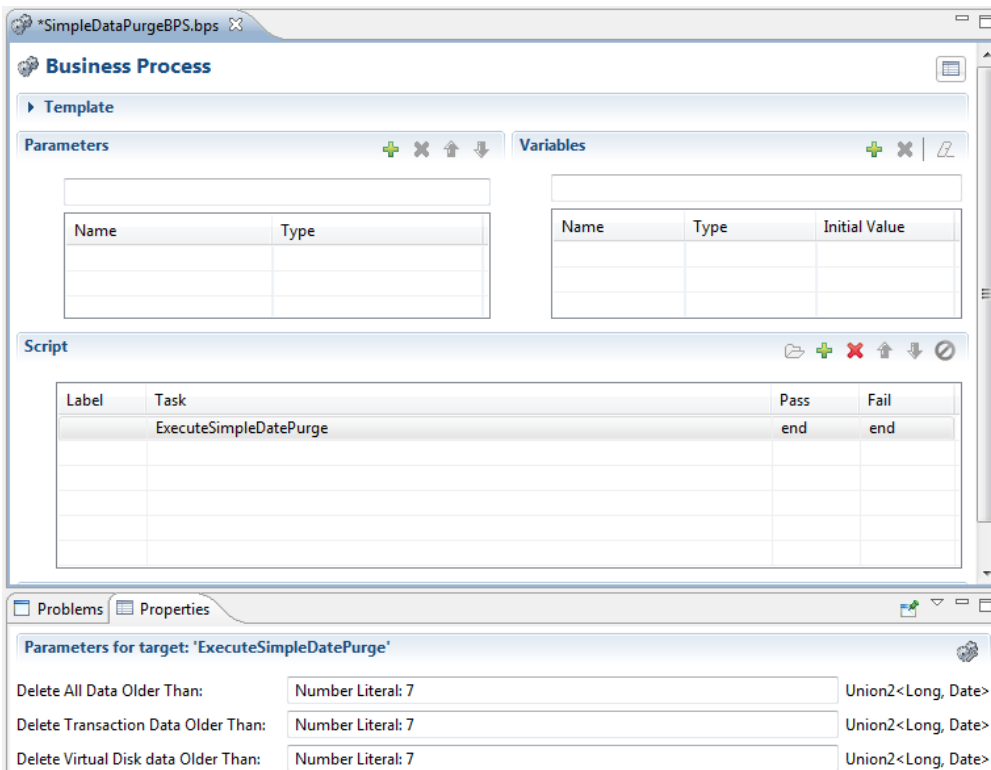 *SimpleDataPurgeBPS.bps
Business Process
Template
Parameters
Variables
Name Type
Name Type Initial Value
Script
Label Task Pass Fail
ExecuteSimpleDatePurge end end
Problems Properties
Parameters for target: 'ExecuteSimpleDatePurge'
Delete All Data Older Than: Number Literal: 7 Union2<Long, Date>
Delete Transaction Data Older Than: Number Literal: 7 Union2<Long, Date>
Delete Virtual Disk data Older Than: Number Literal: 7 Union2<Long, Date>